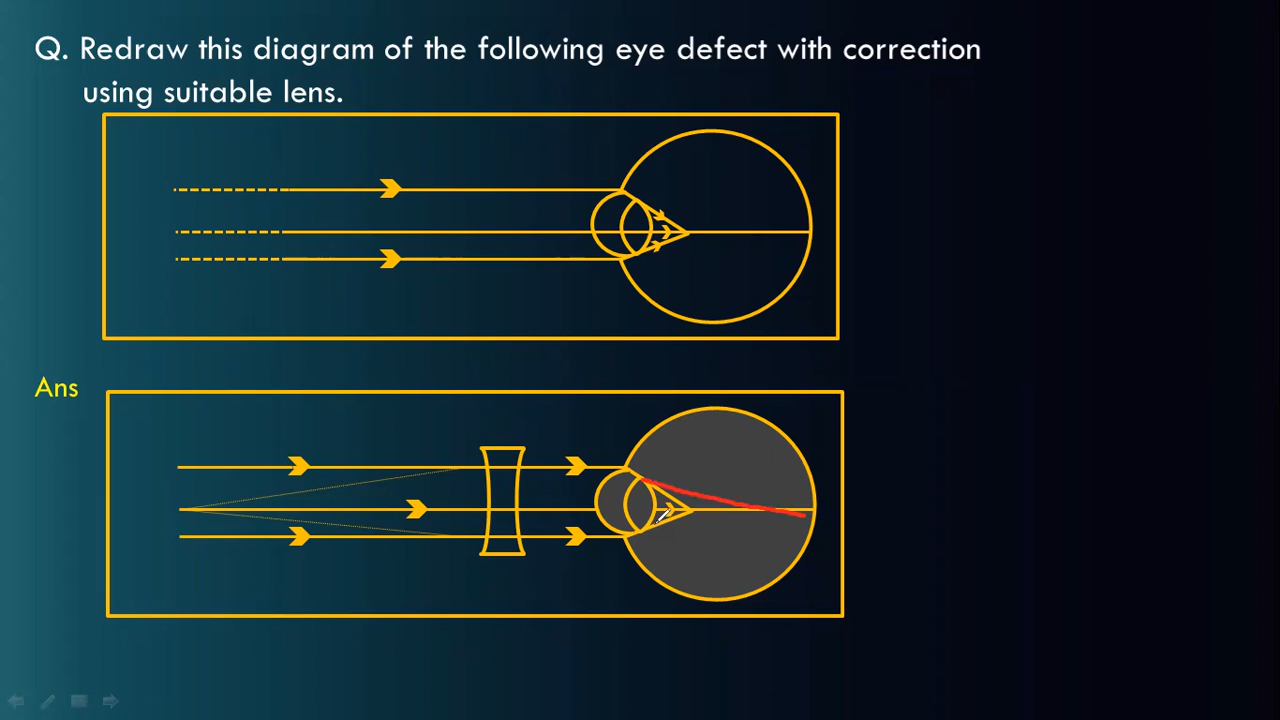 Q. Redraw this diagram of the following eye defect with correction
using suitable lens.
Ans